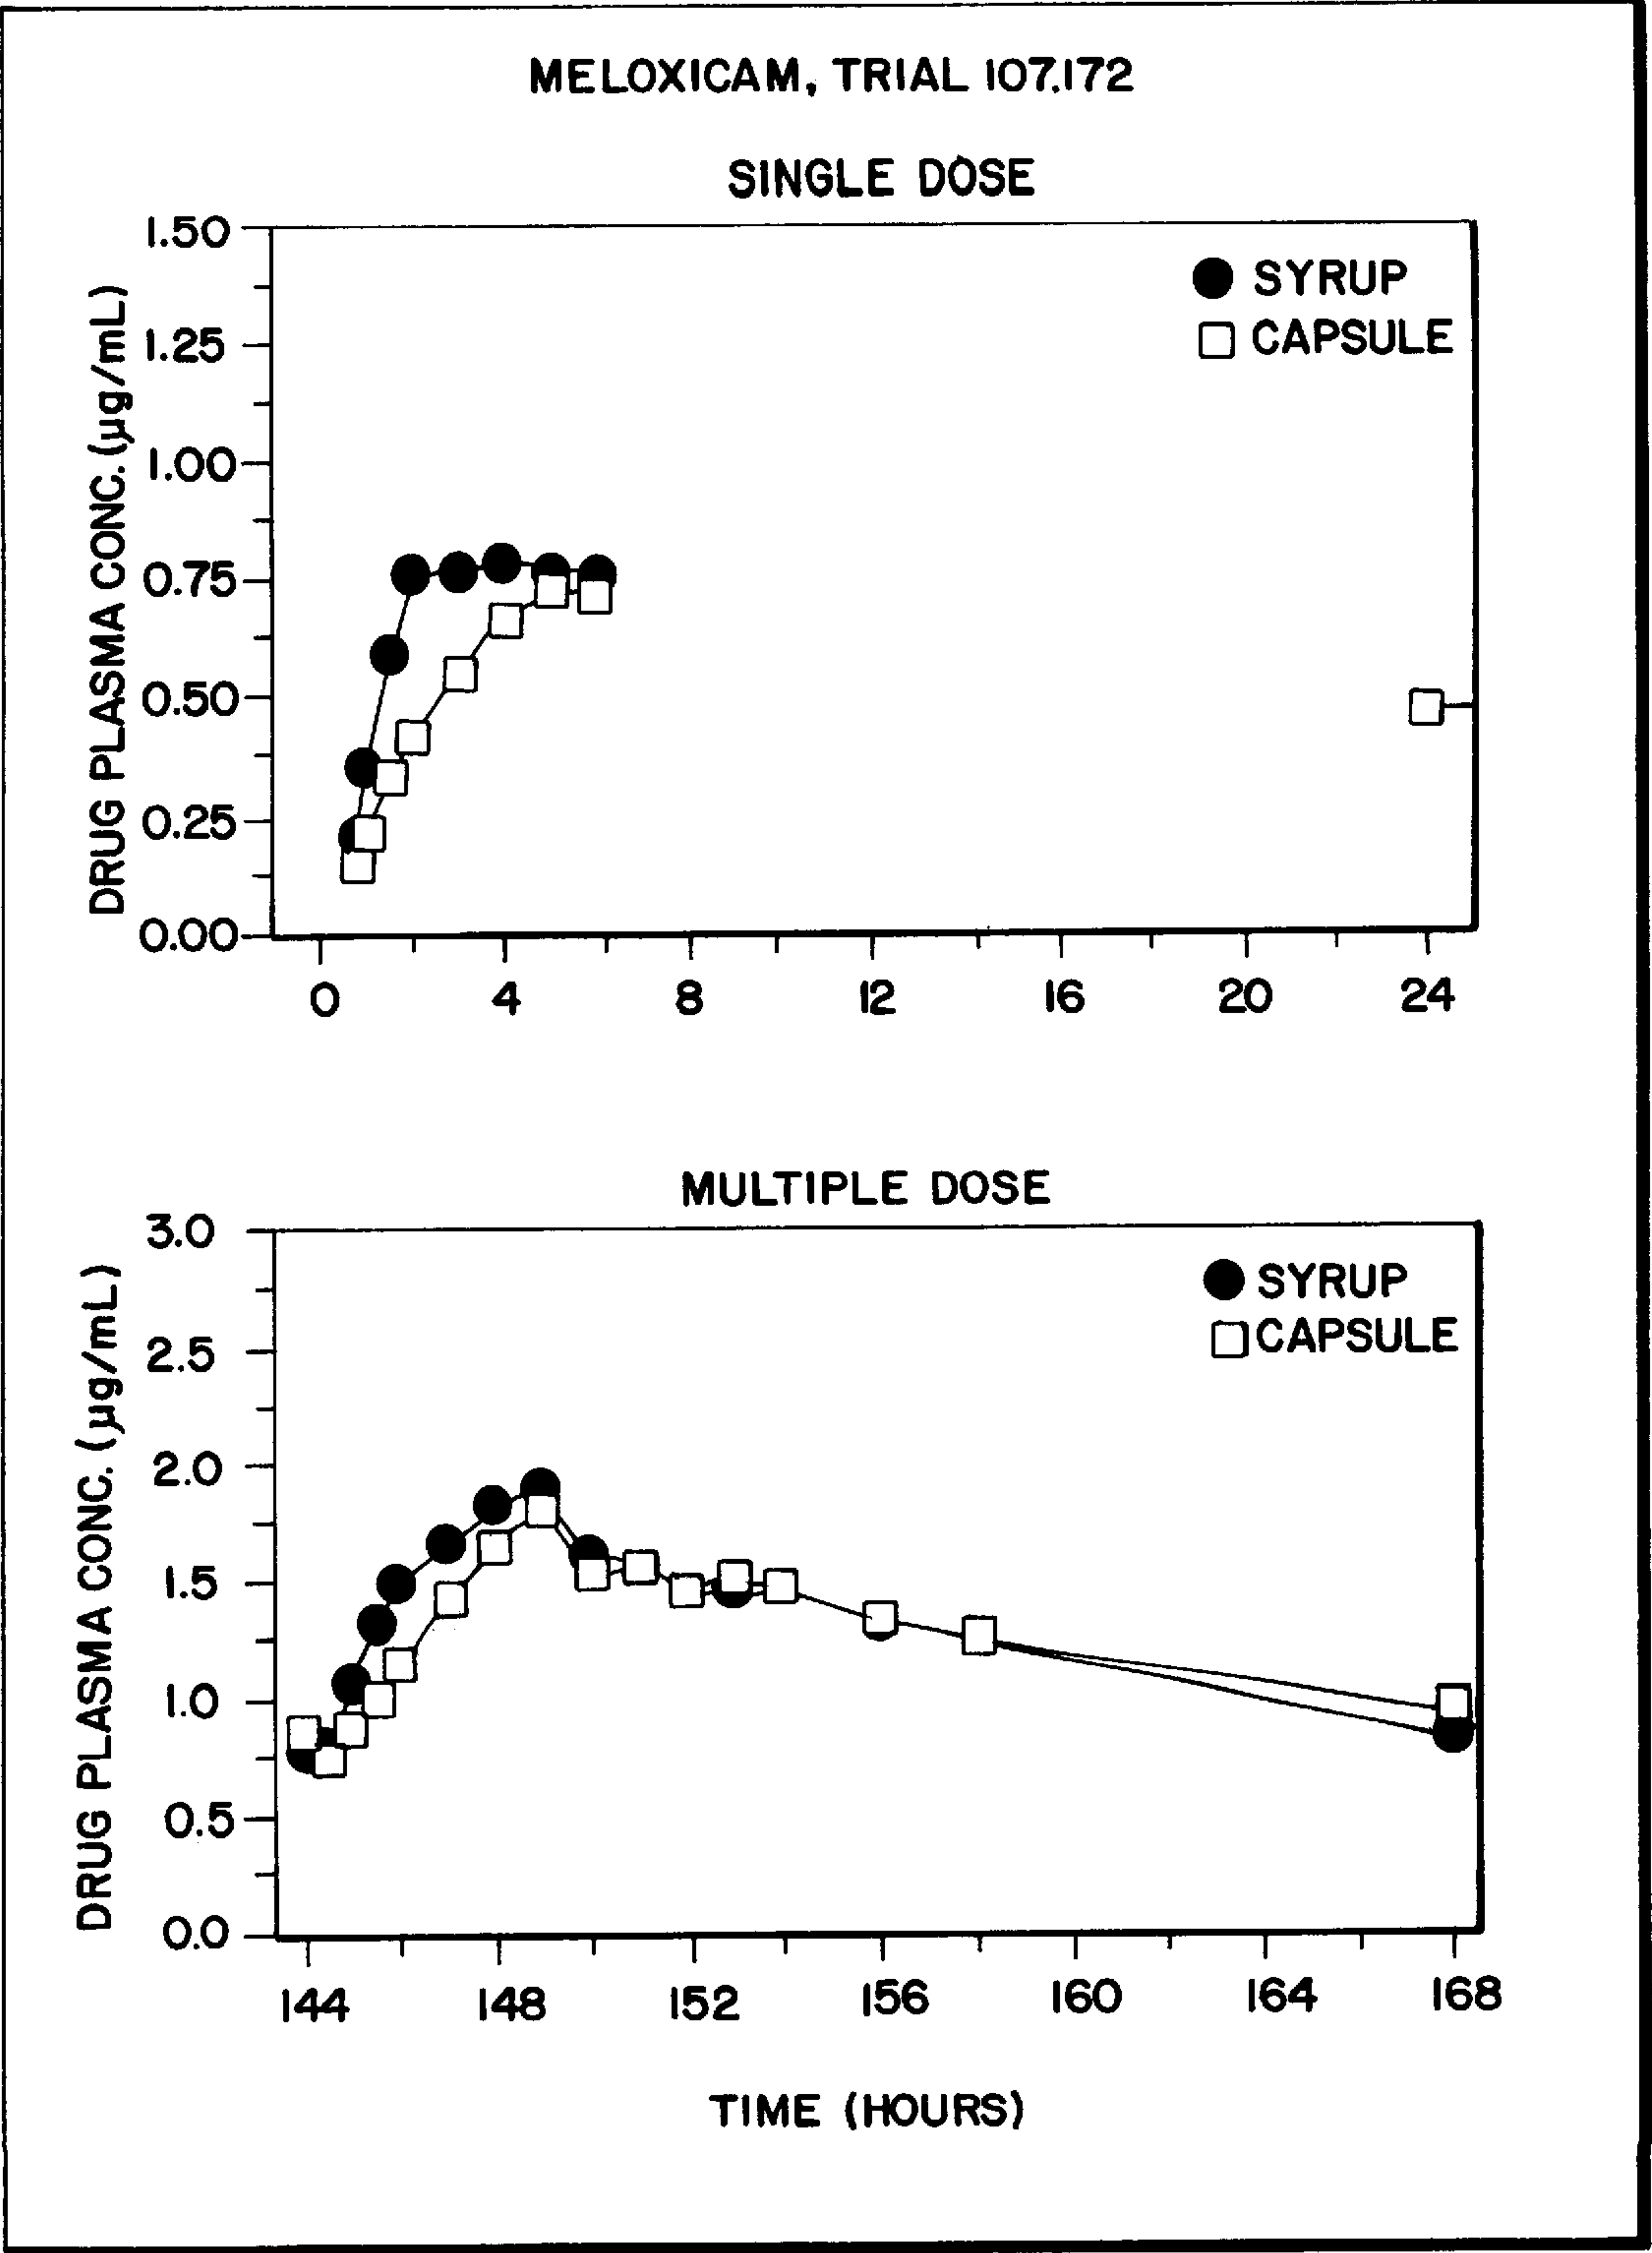 MELOXICAM, TRIAL 107.172
SINGLE DOSE
DRUG PLASMA CONC. (µg/mL)
1.50
1.25
1.00
0.75
0.50
0.25
0.00
SYRUP
CAPSULE
0 4 8 12 16 20 24
MULTIPLE DOSE
DRUG PLASMA CONC. (µg/mL)
3.0
2.5
2.0
1.5
1.0
0.5
0.0
SYRUP
CAPSULE
144 148 152 156 160 164 168
TIME (HOURS)